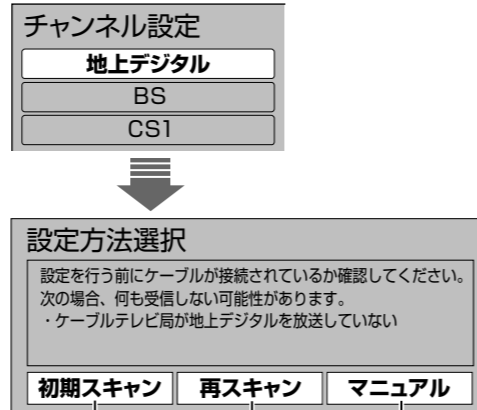 チャンネル設定
地上デジタル
BS
CS1
設定方法選択
設定を行う前にケーブルが接続されているか確認してください。
次の場合、何も受信しない可能性があります。
・ケーブルテレビ局が地上デジタルを放送していない
初期スキャン 再スキャン マニュアル